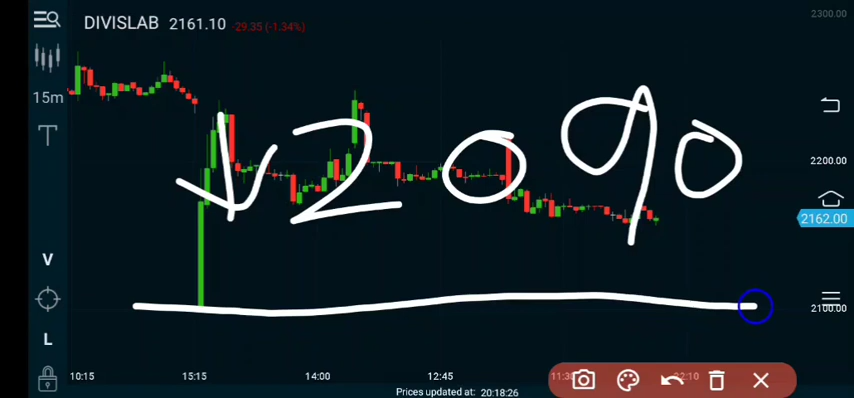 DIVISLAB 2161.10 -29.35 (-1.34%)
2300.00
15m
T
2090
2200.00
2162.00
V
2100.00
L
10:15 15:15 14:00 12:45
Prices updated at: 20:18:26